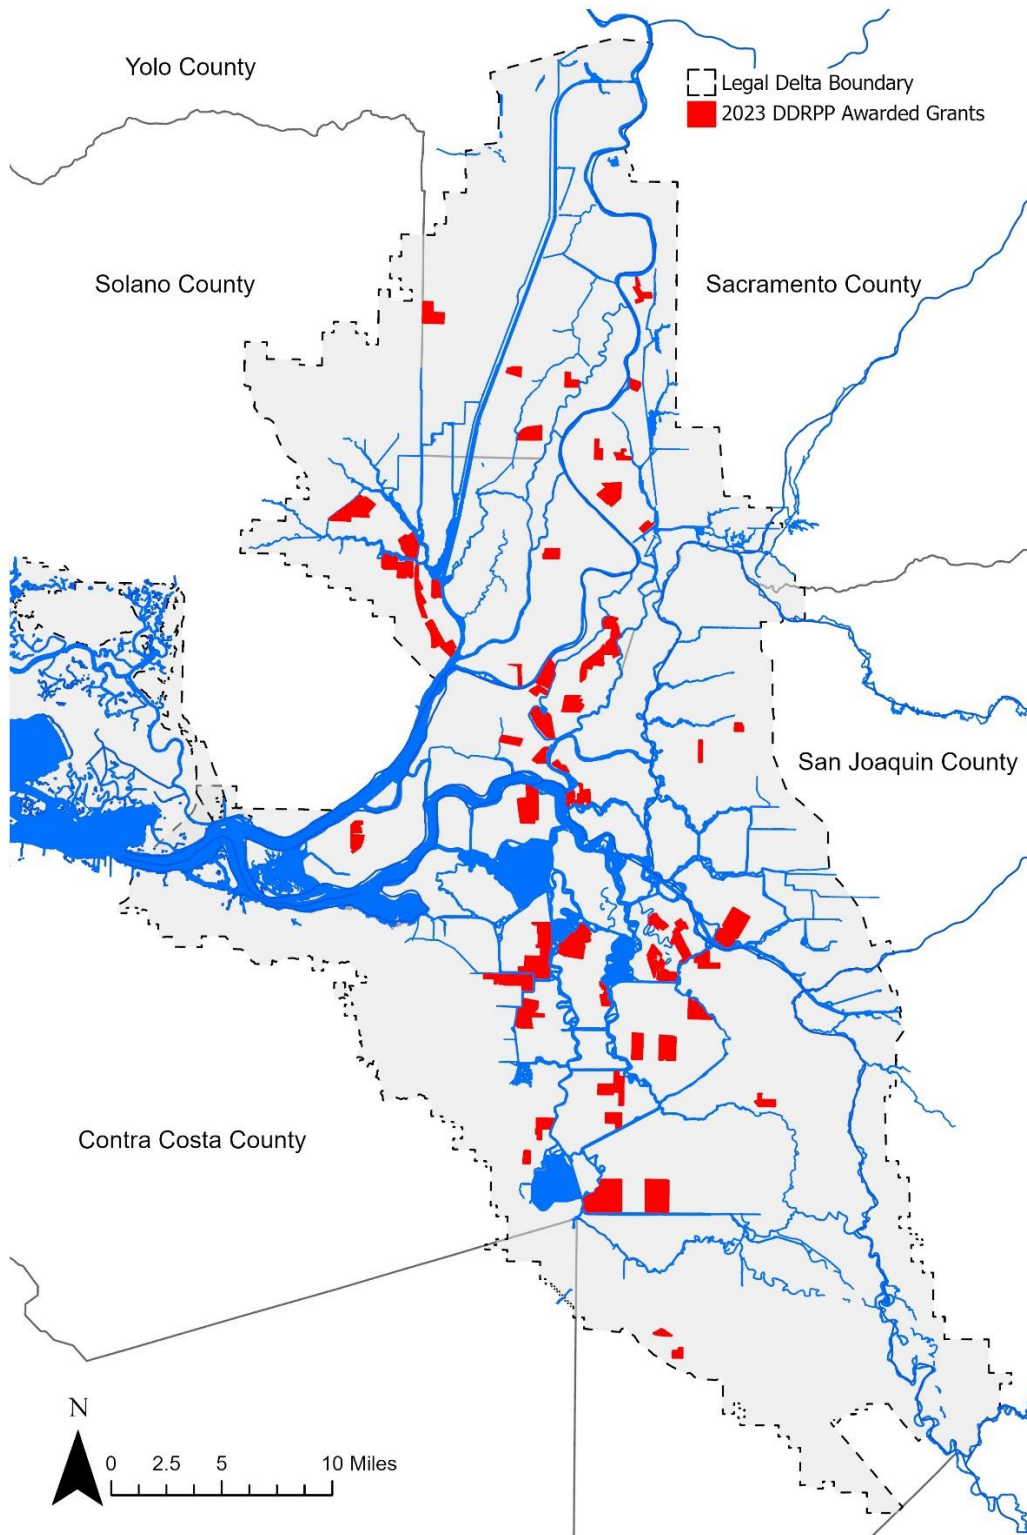 Yolo County
Legal Delta Boundary
2023 DDRPP Awarded Grants
Solano County
Sacramento County
San Joaquin County
Contra Costa County
N
0 2.5 5 10 Miles